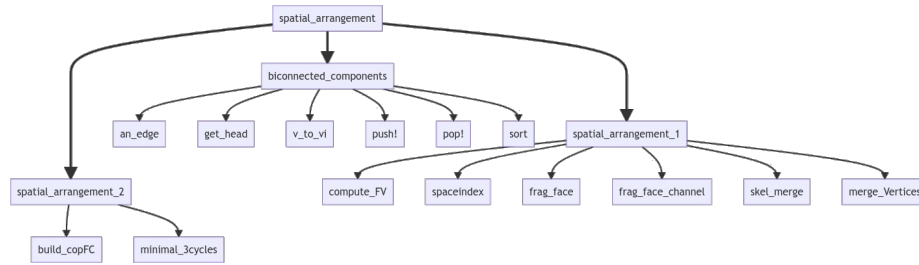 spatial_arrangement
biconnected_components
an_edge get_head v_to_vi push! pop! sort spatial_arrangement_1
spatial_arrangement_2 compute_FV spaceindex frag_face frag_face_channel skel_merge merge_Vertices
build_copFC minimal_3cycles